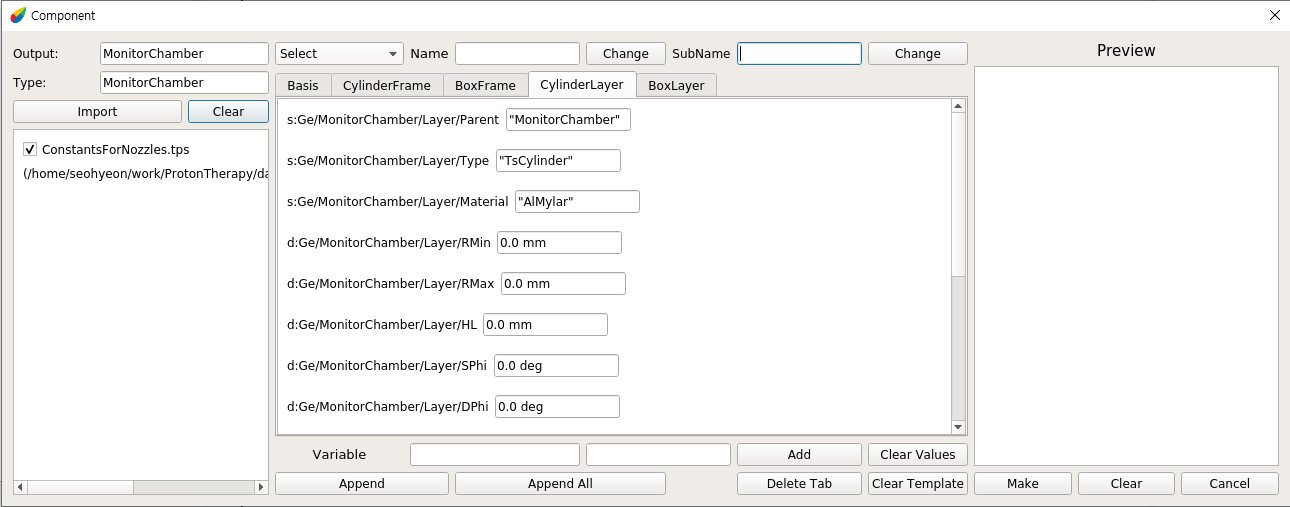 Component
Output: MonitorChamber Select Name Change SubName Change Preview
Type: MonitorChamber
Basis CylinderFrame BoxFrame CylinderLayer BoxLayer
Import Clear
ConstantsForNozzles.tps
(/home/seohyeon/work/ProtonTherapy/da
s:Ge/MonitorChamber/Layer/Parent "MonitorChamber"
s:Ge/MonitorChamber/Layer/Type "TsCylinder"
s:Ge/MonitorChamber/Layer/Material "AlMylar"
d:Ge/MonitorChamber/Layer/RMin 0.0 mm
d:Ge/MonitorChamber/Layer/RMax 0.0 mm
d:Ge/MonitorChamber/Layer/HL 0.0 mm
d:Ge/MonitorChamber/Layer/SPhi 0.0 deg
d:Ge/MonitorChamber/Layer/DPhi 0.0 deg
Variable Add Clear Values
Append Append All Delete Tab Clear Template Make Clear Cancel